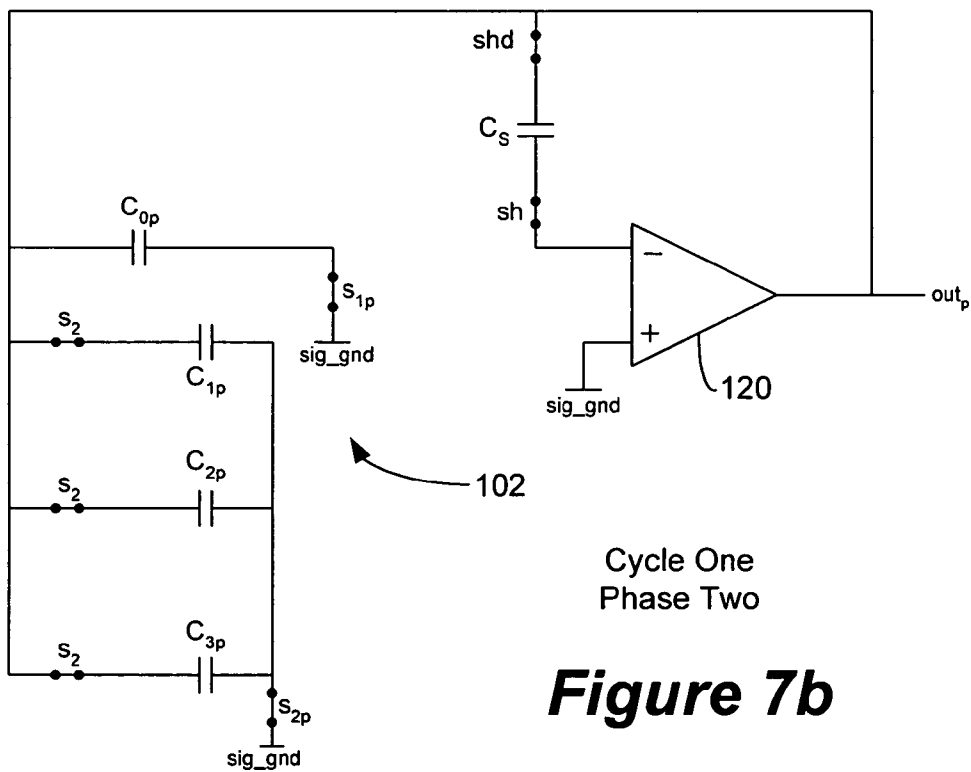 shd
C_S
sh
C_0p
s_1p
sig_gnd
−
+
out_p
120
sig_gnd
s_2
C_1p
s_2
C_2p
102
s_2
C_3p
s_2p
sig_gnd
Cycle One
Phase Two
Figure 7b